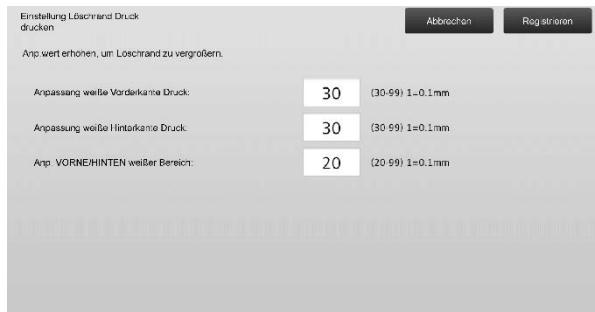 Einstellung Löschrand Druck
drucken
Abbrechen
Registrieren
Anp.wert erhöhen, um Löschrand zu vergrößern.
Anpassang weiße Vorderkante Druck: 30 (30-99) 1=0.1mm
Anpassung weiße Hinterkante Druck: 30 (30-99) 1=0.1mm
Anp. VORNE/HINTEN weißer Bereich: 20 (20-99) 1=0.1mm